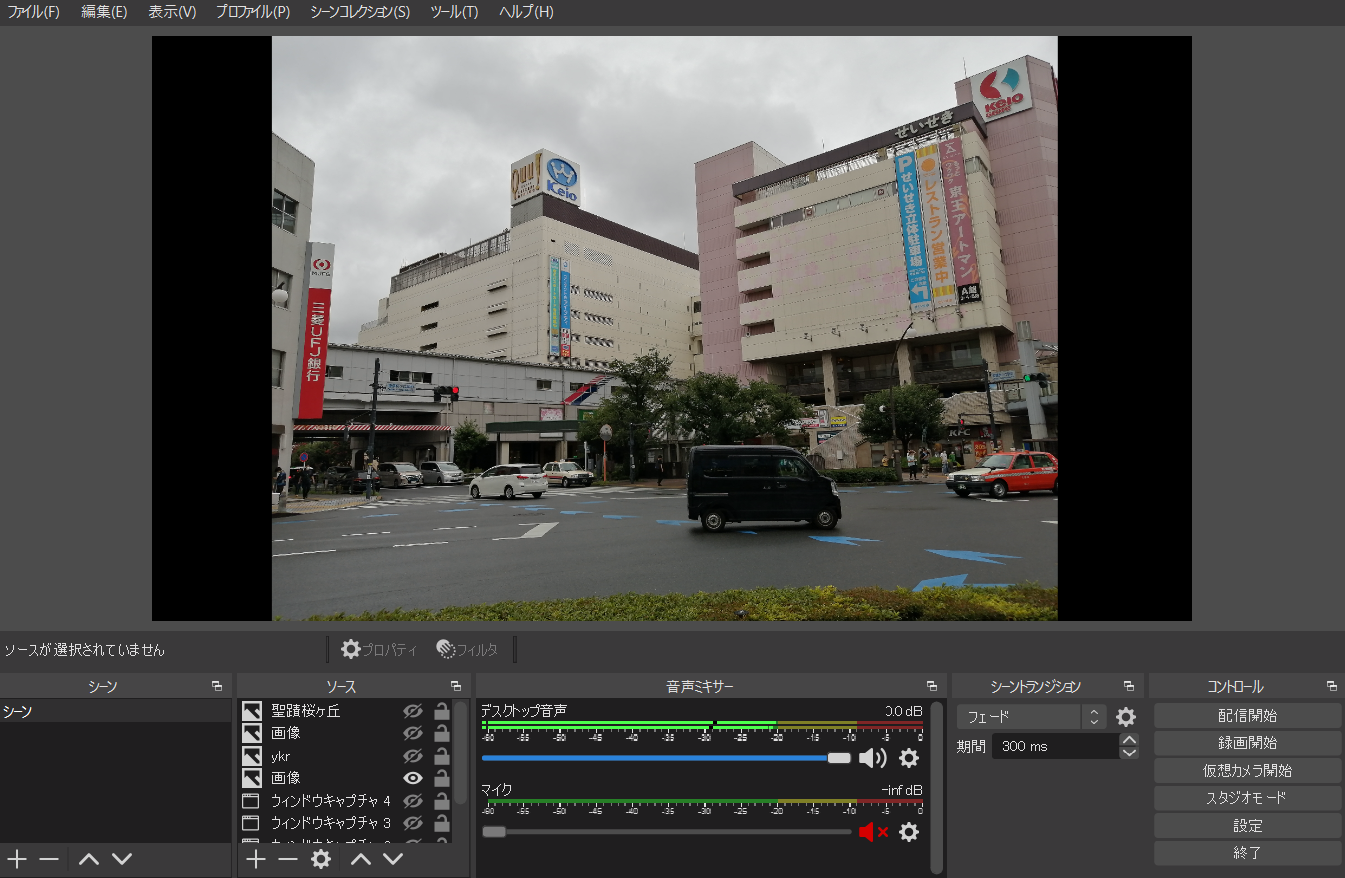 ファイル(F) 編集(E) 表示(V) プロファイル(P) シーンコレクション(S) ツール(T) ヘルプ(H)
Keio
せいせき
Keio
MUFG
三菱UFJ銀行
P せいせき立体駐車場
レストラン営業中
京王アートマン
A館
KFC
ソースが選択されていません
プロパティ
フィルタ
シーン
シーン
ソース
聖蹟桜ヶ丘
画像
ykr
画像
ウィンドウキャプチャ 4
ウィンドウキャプチャ 3
音声ミキサー
デスクトップ音声 0.0 dB
-60 -55 -50 -45 -40 -35 -30 -25 -20 -15 -10 -5 0
マイク -inf dB
-60 -55 -50 -45 -40 -35 -30 -25 -20 -15 -10 -5 0
シーントランジション
フェード
期間 300 ms
コントロール
配信開始
録画開始
仮想カメラ開始
スタジオモード
設定
終了